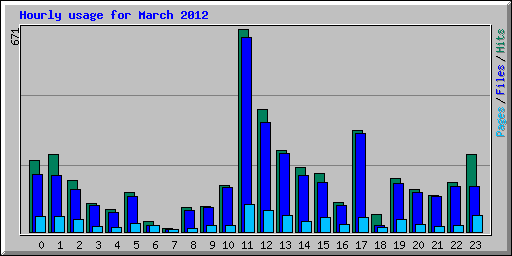 Hourly usage for March 2012
671
Pages / Files / Hits
0 1 2 3 4 5 6 7 8 9 10 11 12 13 14 15 16 17 18 19 20 21 22 23